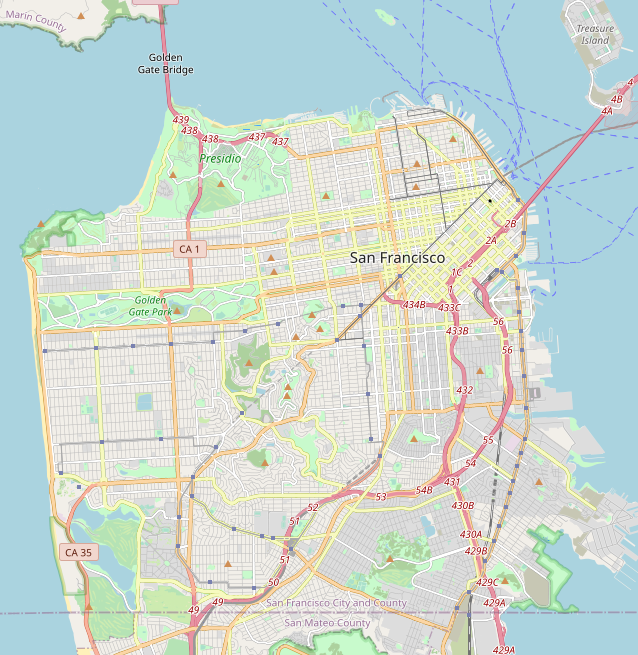 Marin County
Treasure
Island
Golden
Gate Bridge
4
4B
4A
439
438
438
437
437
Presidio
2B
CA 1
2A
San Francisco
2
1C
1
Golden
Gate Park
434B
433C
56
433B
56
432
55
54
431
54B
53
52
430B
51
430A
CA 35
429B
51
50
429C
49
49
San Francisco City and County
429A
San Mateo County
429A